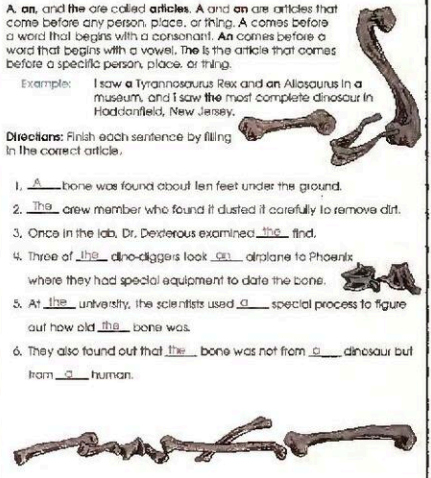 A, an, and the are called articles. A and an are articles that
come before any person, place, or thing. A comes before
a word that begins with a consonant. An comes before a
word that begins with a vowel. The is the article that comes
before a specific person, place, or thing.
Example: I saw a Tyrannosaurus Rex and an Allosaurus in a
museum, and I saw the most complete dinosaur in
Haddonfield, New Jersey.
Directions: Finish each sentence by filling
in the correct article.
1. A bone was found about ten feet under the ground.
2. The crew member who found it dusted it carefully to remove dirt.
3. Once in the lab, Dr. Dexterous examined the find.
4. Three of the dino-diggers took an airplane to Phoenix
where they had special equipment to date the bone.
5. At the university, the scientists used a special process to figure
out how old the bone was.
6. They also found out that the bone was not from a dinosaur but
from a human.